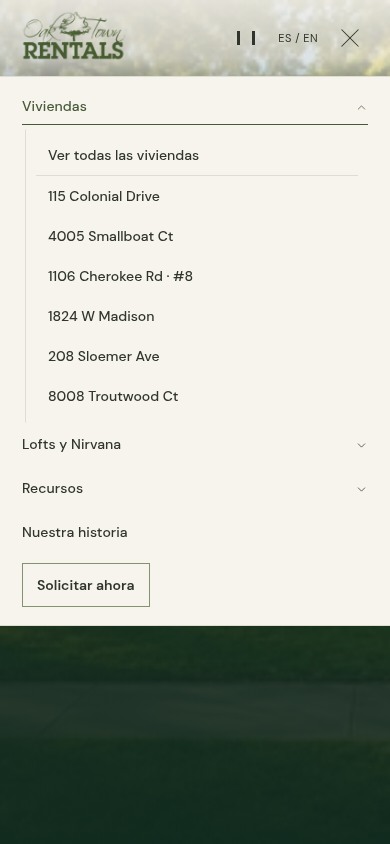 Oak Town
RENTALS
ES / EN
Viviendas
Ver todas las viviendas
115 Colonial Drive
4005 Smallboat Ct
1106 Cherokee Rd · #8
1824 W Madison
208 Sloemer Ave
8008 Troutwood Ct
Lofts y Nirvana
Recursos
Nuestra historia
Solicitar ahora